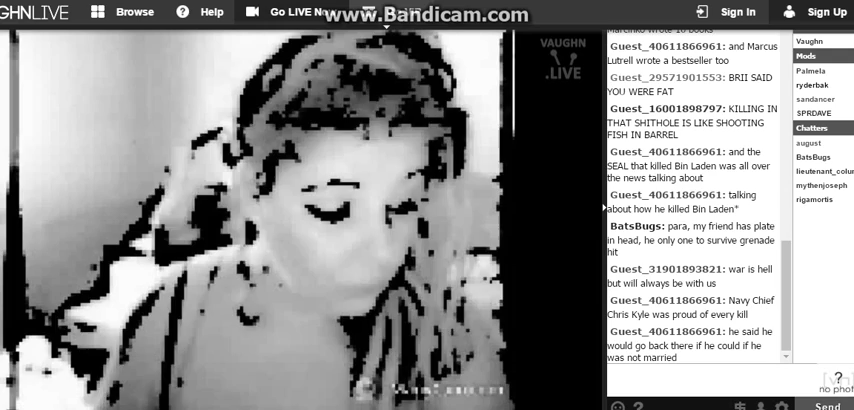 GHNLIVE
Browse
Help
Go LIVE N
www.Bandicam.com
Sign In
Sign Up
VAUGHN
.LIVE
Marcinko wrote 16 books
Guest_40611866961: and Marcus
Lutrell wrote a bestseller too
Guest_29571901553: BRII SAID
YOU WERE FAT
Guest_16001898797: KILLING IN
THAT SHITHOLE IS LIKE SHOOTING
FISH IN BARREL
Guest_40611866961: and the
SEAL that killed Bin Laden was all over
the news talking about
Guest_40611866961: talking
about how he killed Bin Laden*
BatsBugs: para, my friend has plate
in head, he only one to survive grenade
hit
Guest_31901893821: war is hell
but will always be with us
Guest_40611866961: Navy Chief
Chris Kyle was proud of every kill
Guest_40611866961: he said he
would go back there if he could if he
was not married
Vaughn
Mods
Palmela
ryderbak
sandancer
SPRDAVE
Chatters
august
BatsBugs
lieutenant_colu
mythenjoseph
rigamortis
?
no phot
Send